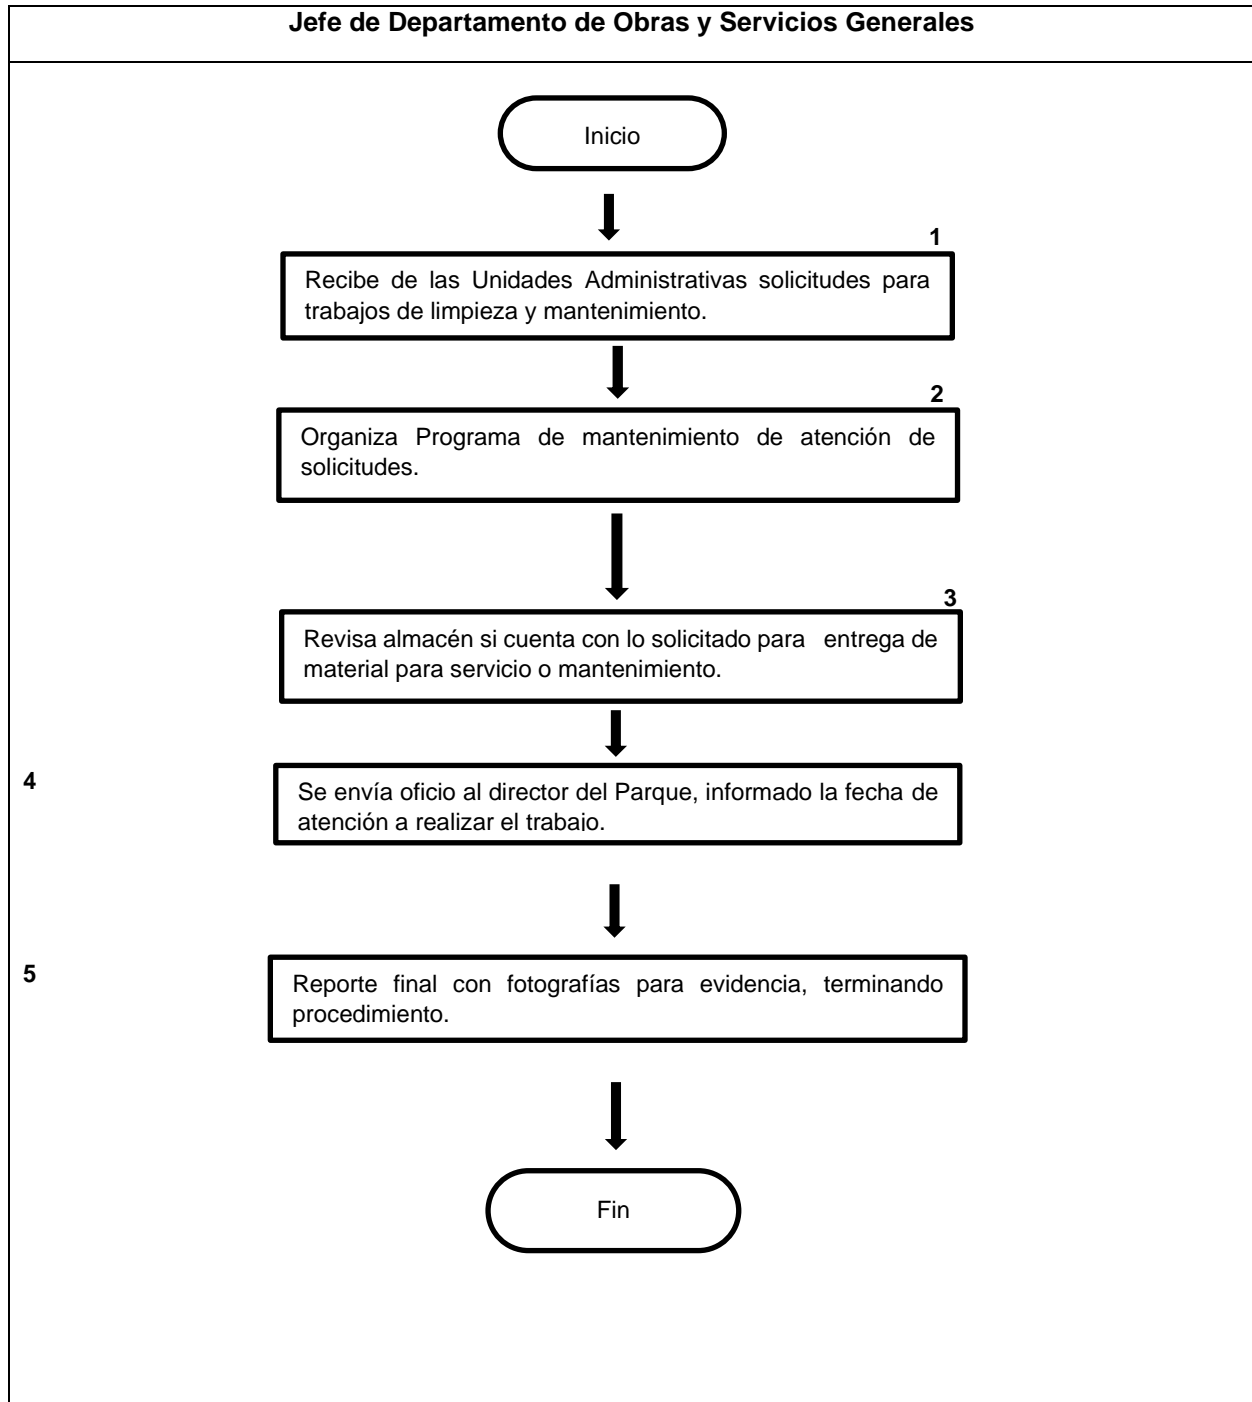 Jefe de Departamento de Obras y Servicios Generales
Inicio
1
Recibe de las Unidades Administrativas solicitudes para
trabajos de limpieza y mantenimiento.
2
Organiza Programa de mantenimiento de atención de
solicitudes.
3
Revisa almacén si cuenta con lo solicitado para entrega de
material para servicio o mantenimiento.
4
Se envía oficio al director del Parque, informado la fecha de
atención a realizar el trabajo.
5
Reporte final con fotografías para evidencia, terminando
procedimiento.
Fin